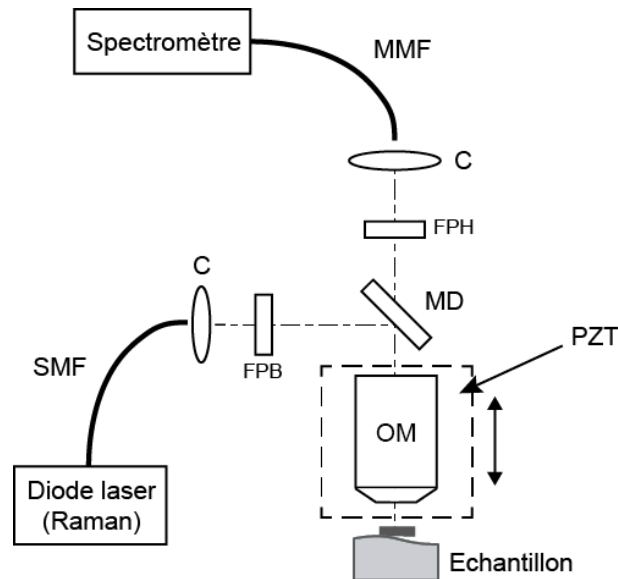 Spectromètre
MMF
C
FPH
C
MD
PZT
SMF
FPB
OM
Diode laser
(Raman)
Echantillon